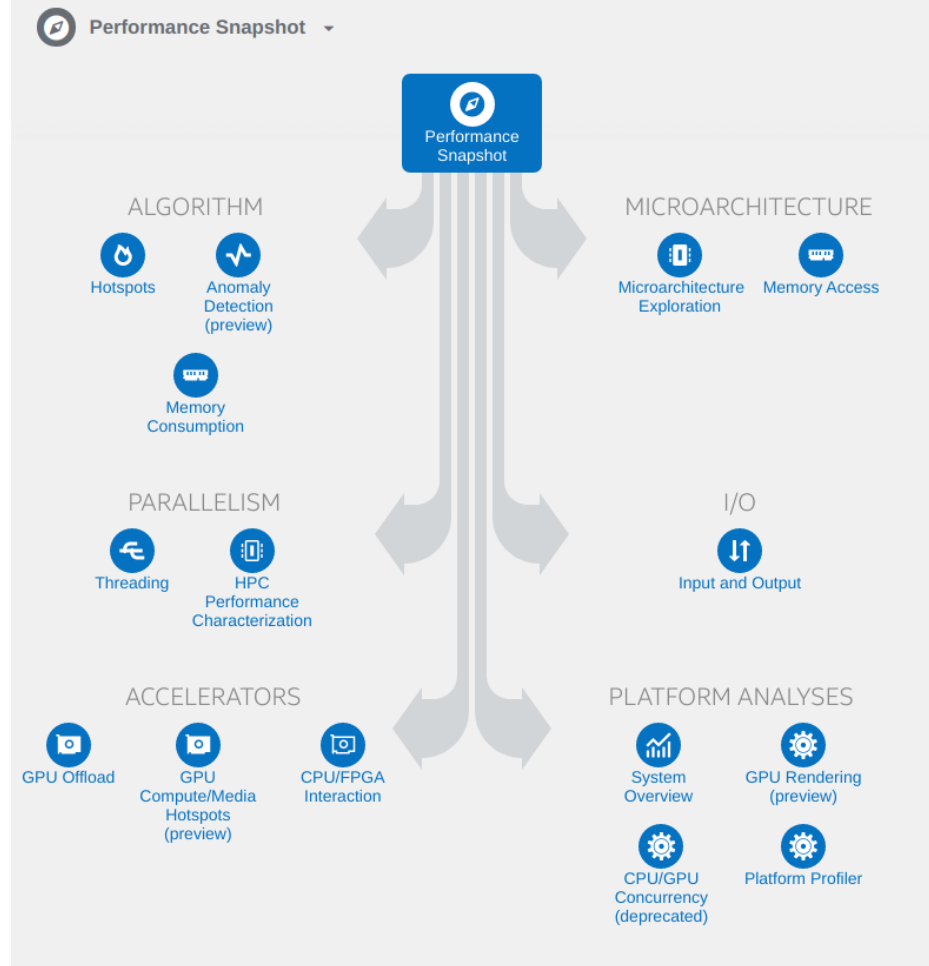 Performance Snapshot
Performance
Snapshot
ALGORITHM
Hotspots
Anomaly
Detection
(preview)
Memory
Consumption
MICROARCHITECTURE
Microarchitecture
Exploration
Memory Access
PARALLELISM
Threading
HPC
Performance
Characterization
I/O
Input and Output
ACCELERATORS
GPU Offload
GPU
Compute/Media
Hotspots
(preview)
CPU/FPGA
Interaction
PLATFORM ANALYSES
System
Overview
GPU Rendering
(preview)
CPU/GPU
Concurrency
(deprecated)
Platform Profiler